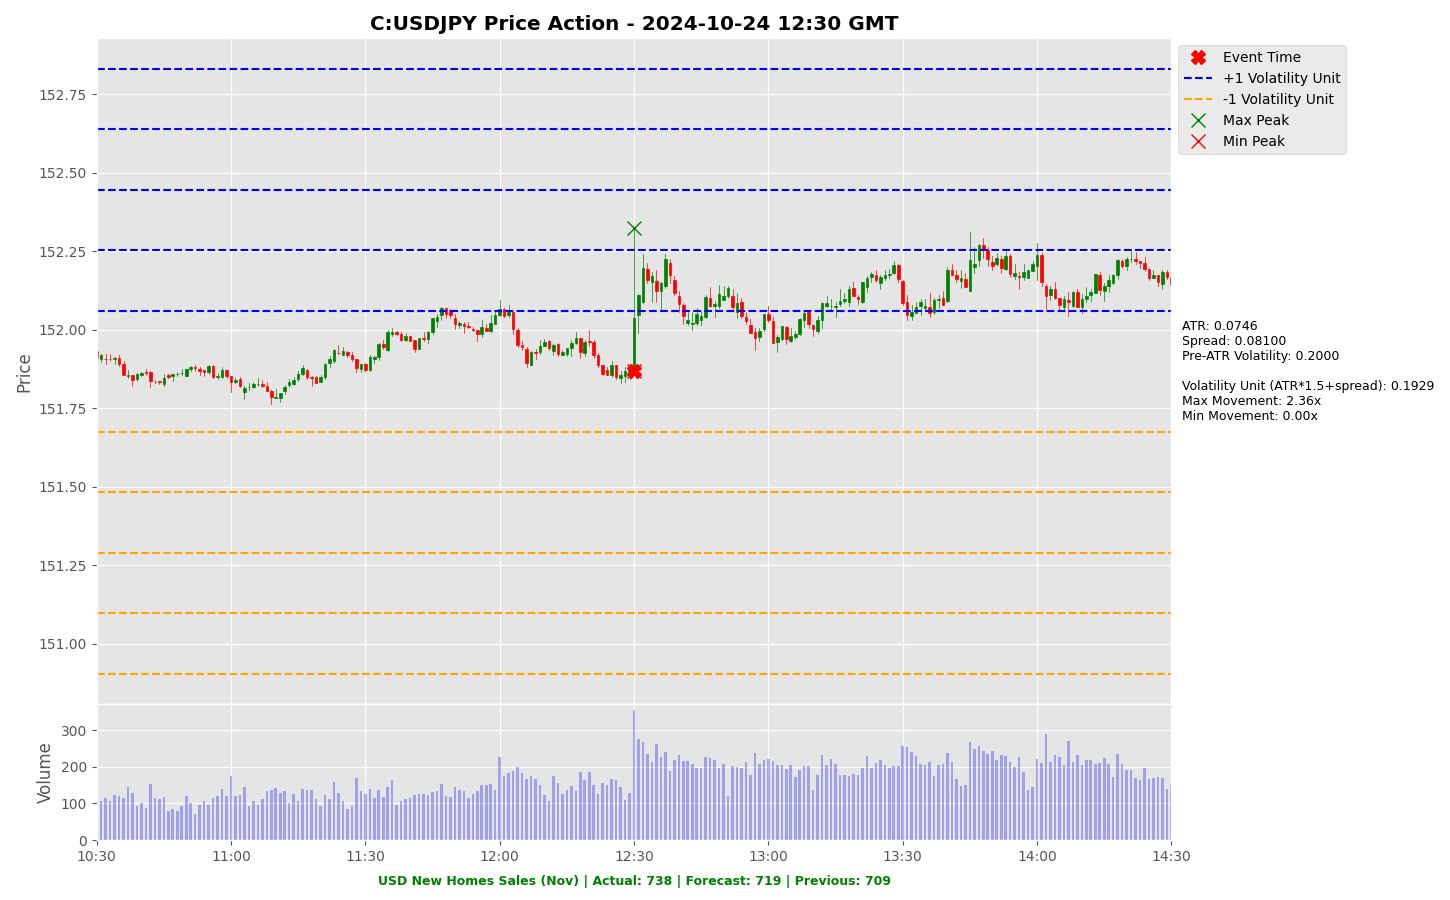 C:USDJPY Price Action - 2024-10-24 12:30 GMT
Event Time
+1 Volatility Unit
-1 Volatility Unit
Max Peak
Min Peak
Price
152.75
152.50
152.25
152.00
151.75
151.50
151.25
151.00
ATR: 0.0746
Spread: 0.08100
Pre-ATR Volatility: 0.2000
Volatility Unit (ATR*1.5+spread): 0.1929
Max Movement: 2.36x
Min Movement: 0.00x
Volume
300
200
100
0
10:30 11:00 11:30 12:00 12:30 13:00 13:30 14:00 14:30
USD New Homes Sales (Nov) | Actual: 738 | Forecast: 719 | Previous: 709